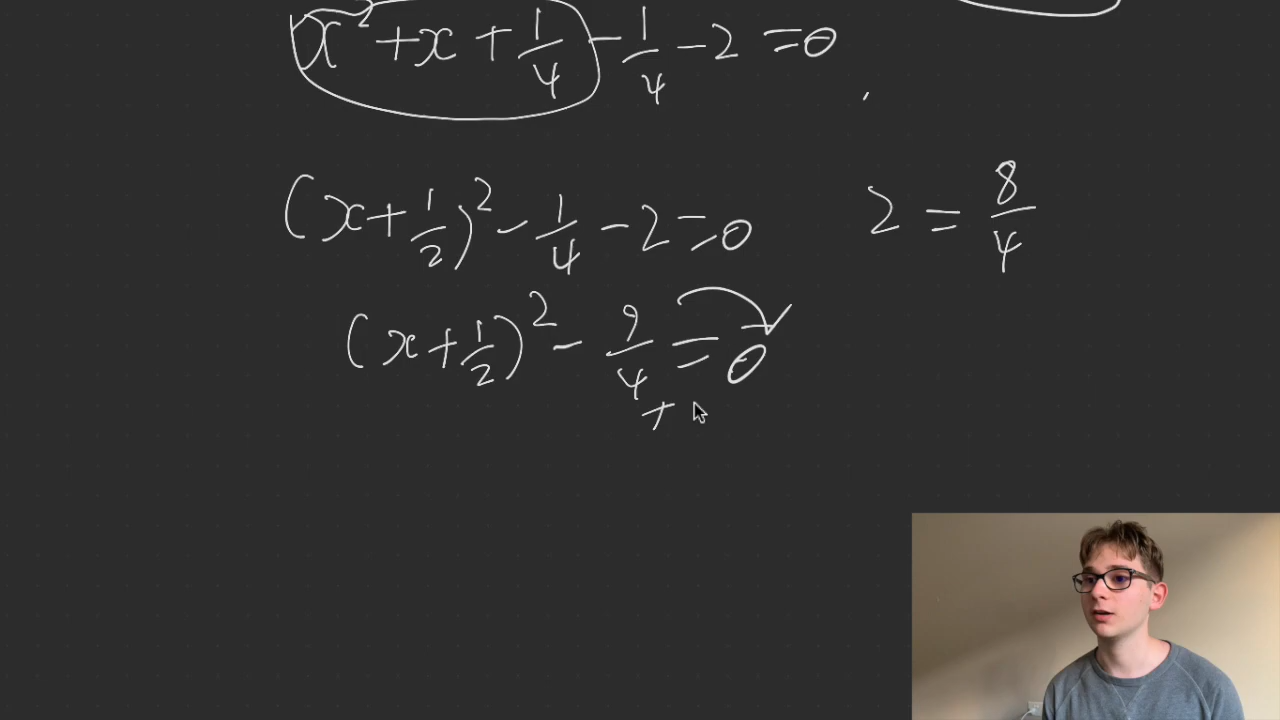 x² + x + 1/4 - 1/4 - 2 = 0
(x + 1/2)² - 1/4 - 2 = 0
2 = 8/4
(x + 1/2)² - 9/4 = 0
+